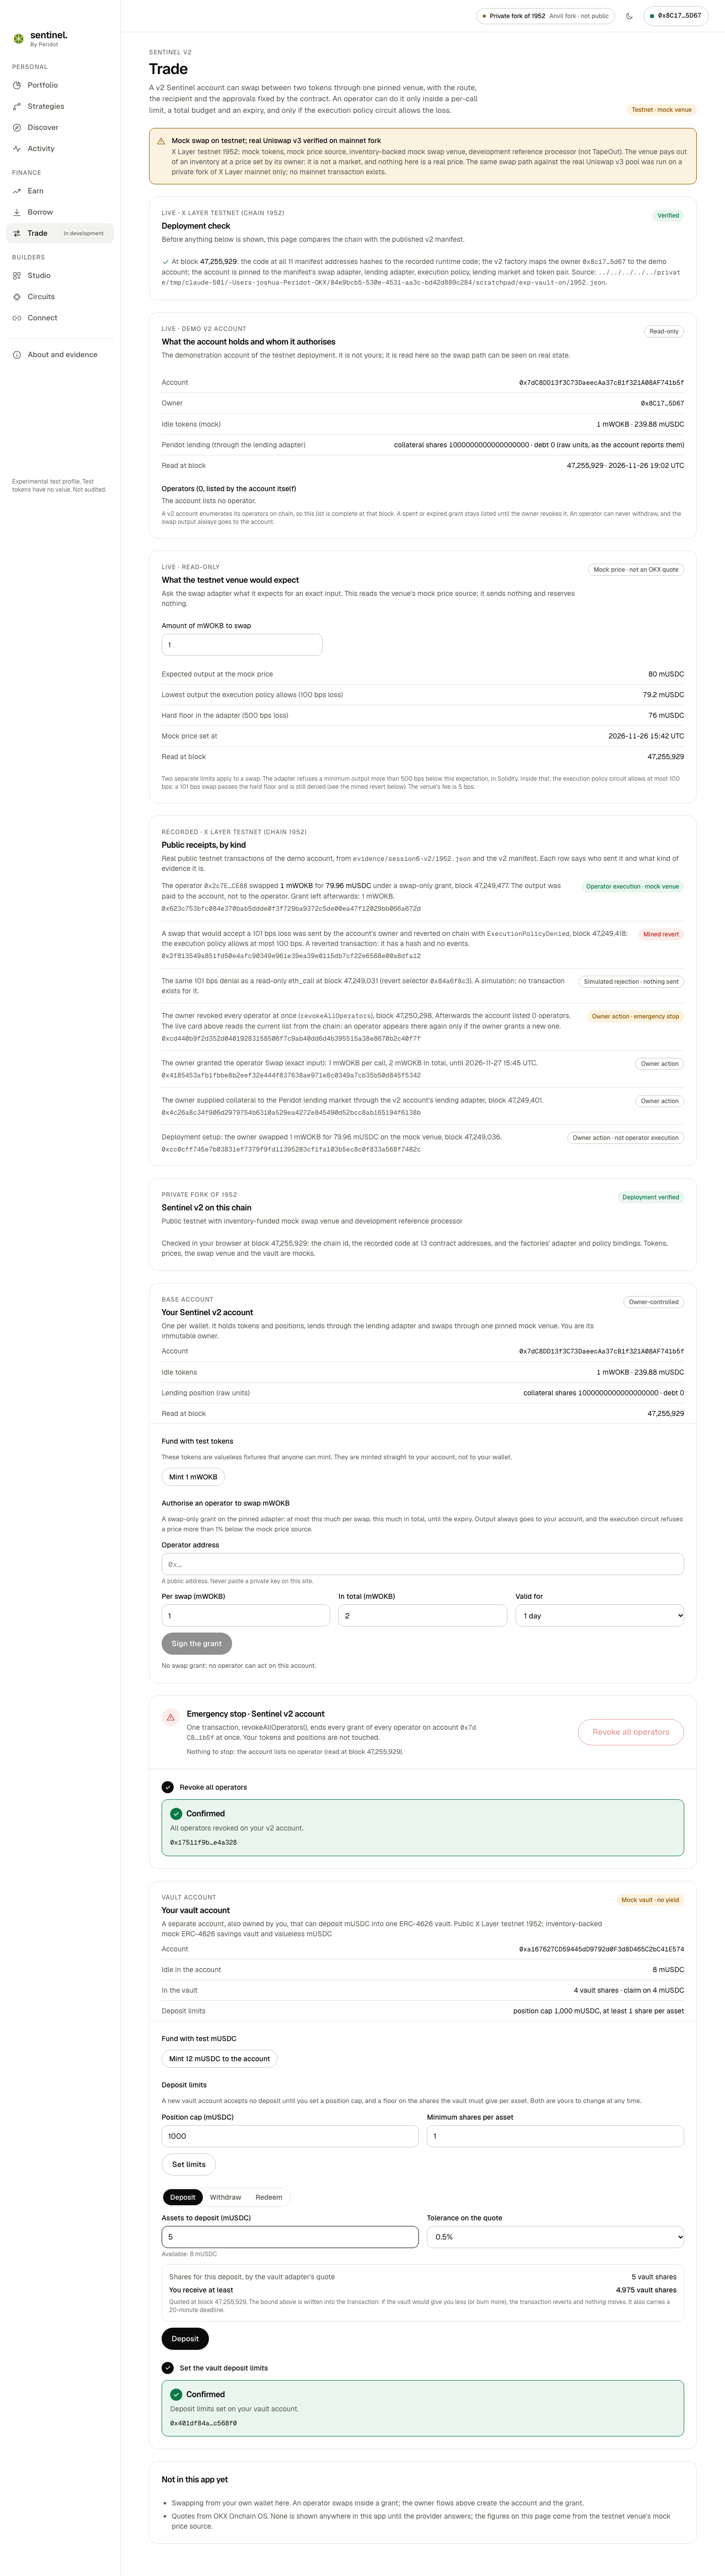 sentinel.
By Peridot
PERSONAL
Portfolio
Strategies
Discover
Activity
FINANCE
Earn
Borrow
Trade In development
BUILDERS
Studio
Circuits
Connect
About and evidence
Experimental test profile. Test
tokens have no value. Not audited.
Private fork of 1952 Anvil fork · not public
0x8C17…5D67
SENTINEL V2
Trade
A v2 Sentinel account can swap between two tokens through one pinned venue, with the route,
the recipient and the approvals fixed by the contract. An operator can do it only inside a per-call
limit, a total budget and an expiry, and only if the execution policy circuit allows the loss.
Testnet · mock venue
Mock swap on testnet; real Uniswap v3 verified on mainnet fork
X Layer testnet 1952: mock tokens, mock price source, inventory-backed mock swap venue, development reference processor (not TapeOut). The venue pays out
of an inventory at a price set by its owner: it is not a market, and nothing here is a real price. The same swap path against the real Uniswap v3 pool was run on a
private fork of X Layer mainnet only; no mainnet transaction exists.
LIVE · X LAYER TESTNET (CHAIN 1952)
Verified
Deployment check
Before anything below is shown, this page compares the chain with the published v2 manifest.
At block 47,255,929: the code at all 11 manifest addresses hashes to the recorded runtime code; the v2 factory maps the owner 0x8c17…5d67 to the demo
account; the account is pinned to the manifest's swap adapter, lending adapter, execution policy, lending market and token pair. Source: ../../../../../privat
e/tmp/claude-501/-Users-joshua-Peridot-OKX/84e9bcb5-530e-4531-aa3c-bd42d889c284/scratchpad/exp-vault-on/1952.json.
LIVE · DEMO V2 ACCOUNT
Read-only
What the account holds and whom it authorises
The demonstration account of the testnet deployment. It is not yours; it is read here so the swap path can be seen on real state.
Account 0x7dC8DD13f3C73DaeecAa37cB1f321A08AF741b5f
Owner 0x8C17…5D67
Idle tokens (mock) 1 mWOKB · 239.88 mUSDC
Peridot lending (through the lending adapter) collateral shares 1000000000000000000 · debt 0 (raw units, as the account reports them)
Read at block 47,255,929 · 2026-11-26 19:02 UTC
Operators (0, listed by the account itself)
The account lists no operator.
A v2 account enumerates its operators on chain, so this list is complete at that block. A spent or expired grant stays listed until the owner revokes it. An operator can never withdraw, and the
swap output always goes to the account.
LIVE · READ-ONLY
Mock price · not an OKX quote
What the testnet venue would expect
Ask the swap adapter what it expects for an exact input. This reads the venue's mock price source; it sends nothing and reserves
nothing.
Amount of mWOKB to swap
1
Expected output at the mock price 80 mUSDC
Lowest output the execution policy allows (100 bps loss) 79.2 mUSDC
Hard floor in the adapter (500 bps loss) 76 mUSDC
Mock price set at 2026-11-26 15:42 UTC
Read at block 47,255,929
Two separate limits apply to a swap. The adapter refuses a minimum output more than 500 bps below this expectation, in Solidity. Inside that, the execution policy circuit allows at most 100
bps: a 101 bps swap passes the hard floor and is still denied (see the mined revert below). The venue's fee is 5 bps.
RECORDED · X LAYER TESTNET (CHAIN 1952)
Public receipts, by kind
Real public testnet transactions of the demo account, from evidence/session6-v2/1952.json and the v2 manifest. Each row says who sent it and what kind of
evidence it is.
The operator 0x2c7E…CE88 swapped 1 mWOKB for 79.96 mUSDC under a swap-only grant, block 47,249,477. The output was
paid to the account, not to the operator. Grant left afterwards: 1 mWOKB.
Operator execution · mock venue
0x623c753bfc084e370bab5ddde0f3f729ba9372c5de00ea47f12029bb066a672d
A swap that would accept a 101 bps loss was sent by the account's owner and reverted on chain with ExecutionPolicyDenied, block 47,249,418:
the execution policy allows at most 100 bps. A reverted transaction: it has a hash and no events.
Mined revert
0x2f813549a851fd50e4afc90349e961e39ea39e0115db7cf22e6568e00a8dfa12
The same 101 bps denial as a read-only eth_call at block 47,249,031 (revert selector 0x84a6f8c3). A simulation: no transaction
exists for it.
Simulated rejection · nothing sent
The owner revoked every operator at once (revokeAllOperators), block 47,250,298. Afterwards the account listed 0 operators.
The live card above reads the current list from the chain: an operator appears there again only if the owner grants a new one.
Owner action · emergency stop
0xcd440b9f2d352d04019283158506f7c9ab40dd6d4b395515a38e8670b2c40f7f
The owner granted the operator Swap (exact input): 1 mWOKB per call, 2 mWOKB in total, until 2026-11-27 15:45 UTC.
Owner action
0x4185453afb1fbbe8b2eef32e444f837638ae971e8c0349a7cb35b50d845f5342
The owner supplied collateral to the Peridot lending market through the v2 account's lending adapter, block 47,249,401.
Owner action
0x4c26a8c34f906d2979754b6310a529ea4272e845490d52bcc8ab165194f6138b
Deployment setup: the owner swapped 1 mWOKB for 79.96 mUSDC on the mock venue, block 47,249,036.
Owner action · not operator execution
0xcc0cff745e7b03831ef7379f9fd11395283cf1fa103b5ec8c0f833a568f7482c
PRIVATE FORK OF 1952
Deployment verified
Sentinel v2 on this chain
Public testnet with inventory-funded mock swap venue and development reference processor
Checked in your browser at block 47,255,929: the chain id, the recorded code at 13 contract addresses, and the factories' adapter and policy bindings. Tokens,
prices, the swap venue and the vault are mocks.
BASE ACCOUNT
Owner-controlled
Your Sentinel v2 account
One per wallet. It holds tokens and positions, lends through the lending adapter and swaps through one pinned mock venue. You are its
immutable owner.
Account 0x7dC8DD13f3C73DaeecAa37cB1f321A08AF741b5f
Idle tokens 1 mWOKB · 239.88 mUSDC
Lending position (raw units) collateral shares 1000000000000000000 · debt 0
Read at block 47,255,929
Fund with test tokens
These tokens are valueless fixtures that anyone can mint. They are minted straight to your account, not to your wallet.
Mint 1 mWOKB
Authorise an operator to swap mWOKB
A swap-only grant on the pinned adapter: at most this much per swap, this much in total, until the expiry. Output always goes to your account, and the execution circuit refuses
a price more than 1% below the mock price source.
Operator address
0x…
A public address. Never paste a private key on this site.
Per swap (mWOKB) In total (mWOKB) Valid for
1 2 1 day
Sign the grant
No swap grant: no operator can act on this account.
Emergency stop · Sentinel v2 account
One transaction, revokeAllOperators(), ends every grant of every operator on account 0x7d
C8…1b5f at once. Your tokens and positions are not touched.
Nothing to stop: the account lists no operator (read at block 47,255,929).
Revoke all operators
Revoke all operators
Confirmed
All operators revoked on your v2 account.
0x17511f9b…e4a328
VAULT ACCOUNT
Mock vault · no yield
Your vault account
A separate account, also owned by you, that can deposit mUSDC into one ERC-4626 vault. Public X Layer testnet 1952; inventory-backed
mock ERC-4626 savings vault and valueless mUSDC
Account 0xa167627CD59445dD9792d0F3d8D465C2bC41E574
Idle in the account 8 mUSDC
In the vault 4 vault shares · claim on 4 mUSDC
Deposit limits position cap 1,000 mUSDC, at least 1 share per asset
Fund with test mUSDC
Mint 12 mUSDC to the account
Deposit limits
A new vault account accepts no deposit until you set a position cap, and a floor on the shares the vault must give per asset. Both are yours to change at any time.
Position cap (mUSDC) Minimum shares per asset
1000 1
Set limits
Deposit Withdraw Redeem
Assets to deposit (mUSDC) Tolerance on the quote
5 0.5%
Available: 8 mUSDC
Shares for this deposit, by the vault adapter's quote 5 vault shares
You receive at least 4.975 vault shares
Quoted at block 47,255,929. The bound above is written into the transaction: if the vault would give you less (or burn more), the transaction reverts and nothing moves. It also carries a
20-minute deadline.
Deposit
Set the vault deposit limits
Confirmed
Deposit limits set on your vault account.
0x401df84a…c568f0
Not in this app yet
Swapping from your own wallet here. An operator swaps inside a grant; the owner flows above create the account and the grant.
Quotes from OKX Onchain OS. None is shown anywhere in this app until the provider answers; the figures on this page come from the testnet venue's mock
price source.